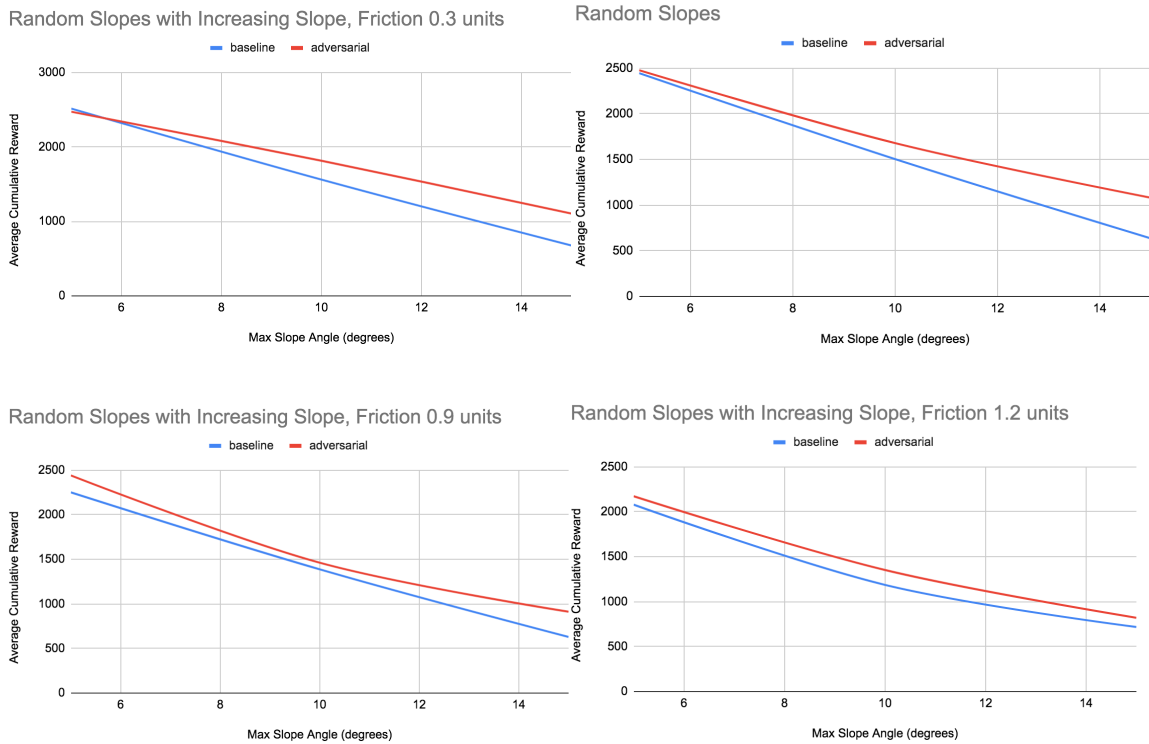 Random Slopes with Increasing Slope, Friction 0.3 units
baseline adversarial
3000
2000
1000
0
6 8 10 12 14
Average Cumulative Reward
Max Slope Angle (degrees)
Random Slopes
baseline adversarial
2500
2000
1500
1000
500
0
6 8 10 12 14
Average Cumulative Reward
Max Slope Angle (degrees)
Random Slopes with Increasing Slope, Friction 0.9 units
baseline adversarial
2500
2000
1500
1000
500
0
6 8 10 12 14
Average Cumulative Reward
Max Slope Angle (degrees)
Random Slopes with Increasing Slope, Friction 1.2 units
baseline adversarial
2500
2000
1500
1000
500
0
6 8 10 12 14
Average Cumulative Reward
Max Slope Angle (degrees)